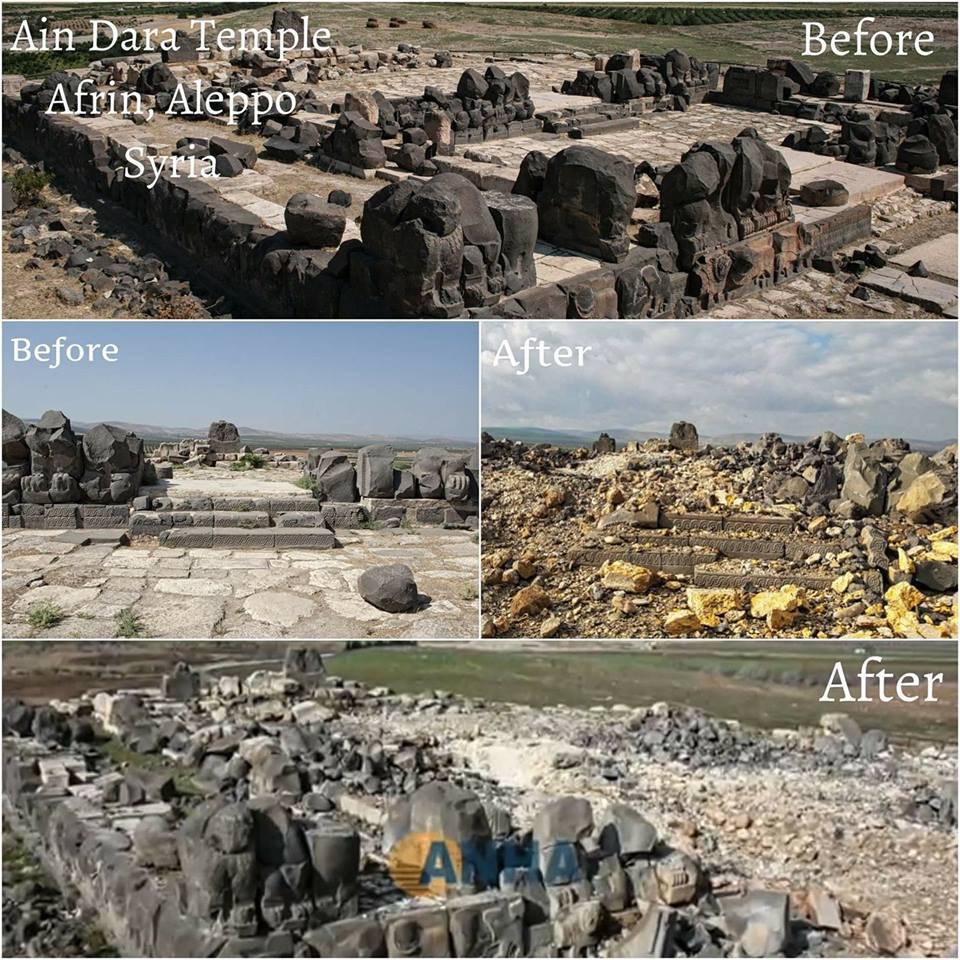 Ain Dara Temple
Afrin, Aleppo
Syria
Before
Before
After
After
ANHA